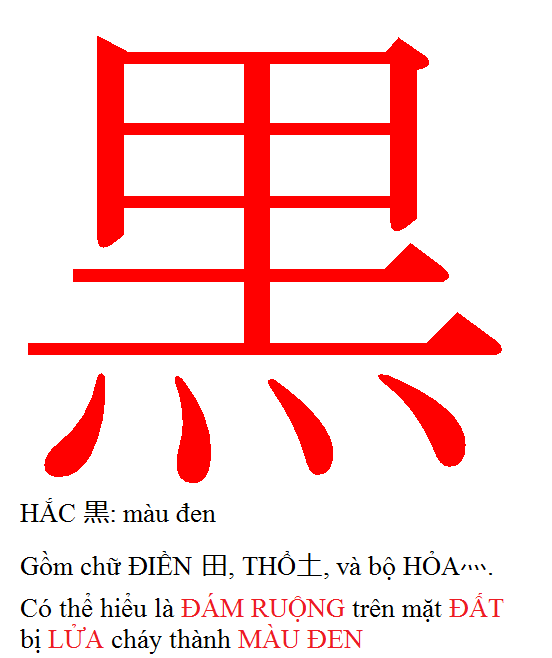 黒
HẮC 黒: màu đen
Gồm chữ ĐIỀN 田, THỔ土, và bộ HỎA灬.
Có thể hiểu là ĐÁM RUỘNG trên mặt ĐẤT
bị LỬA cháy thành MÀU ĐEN